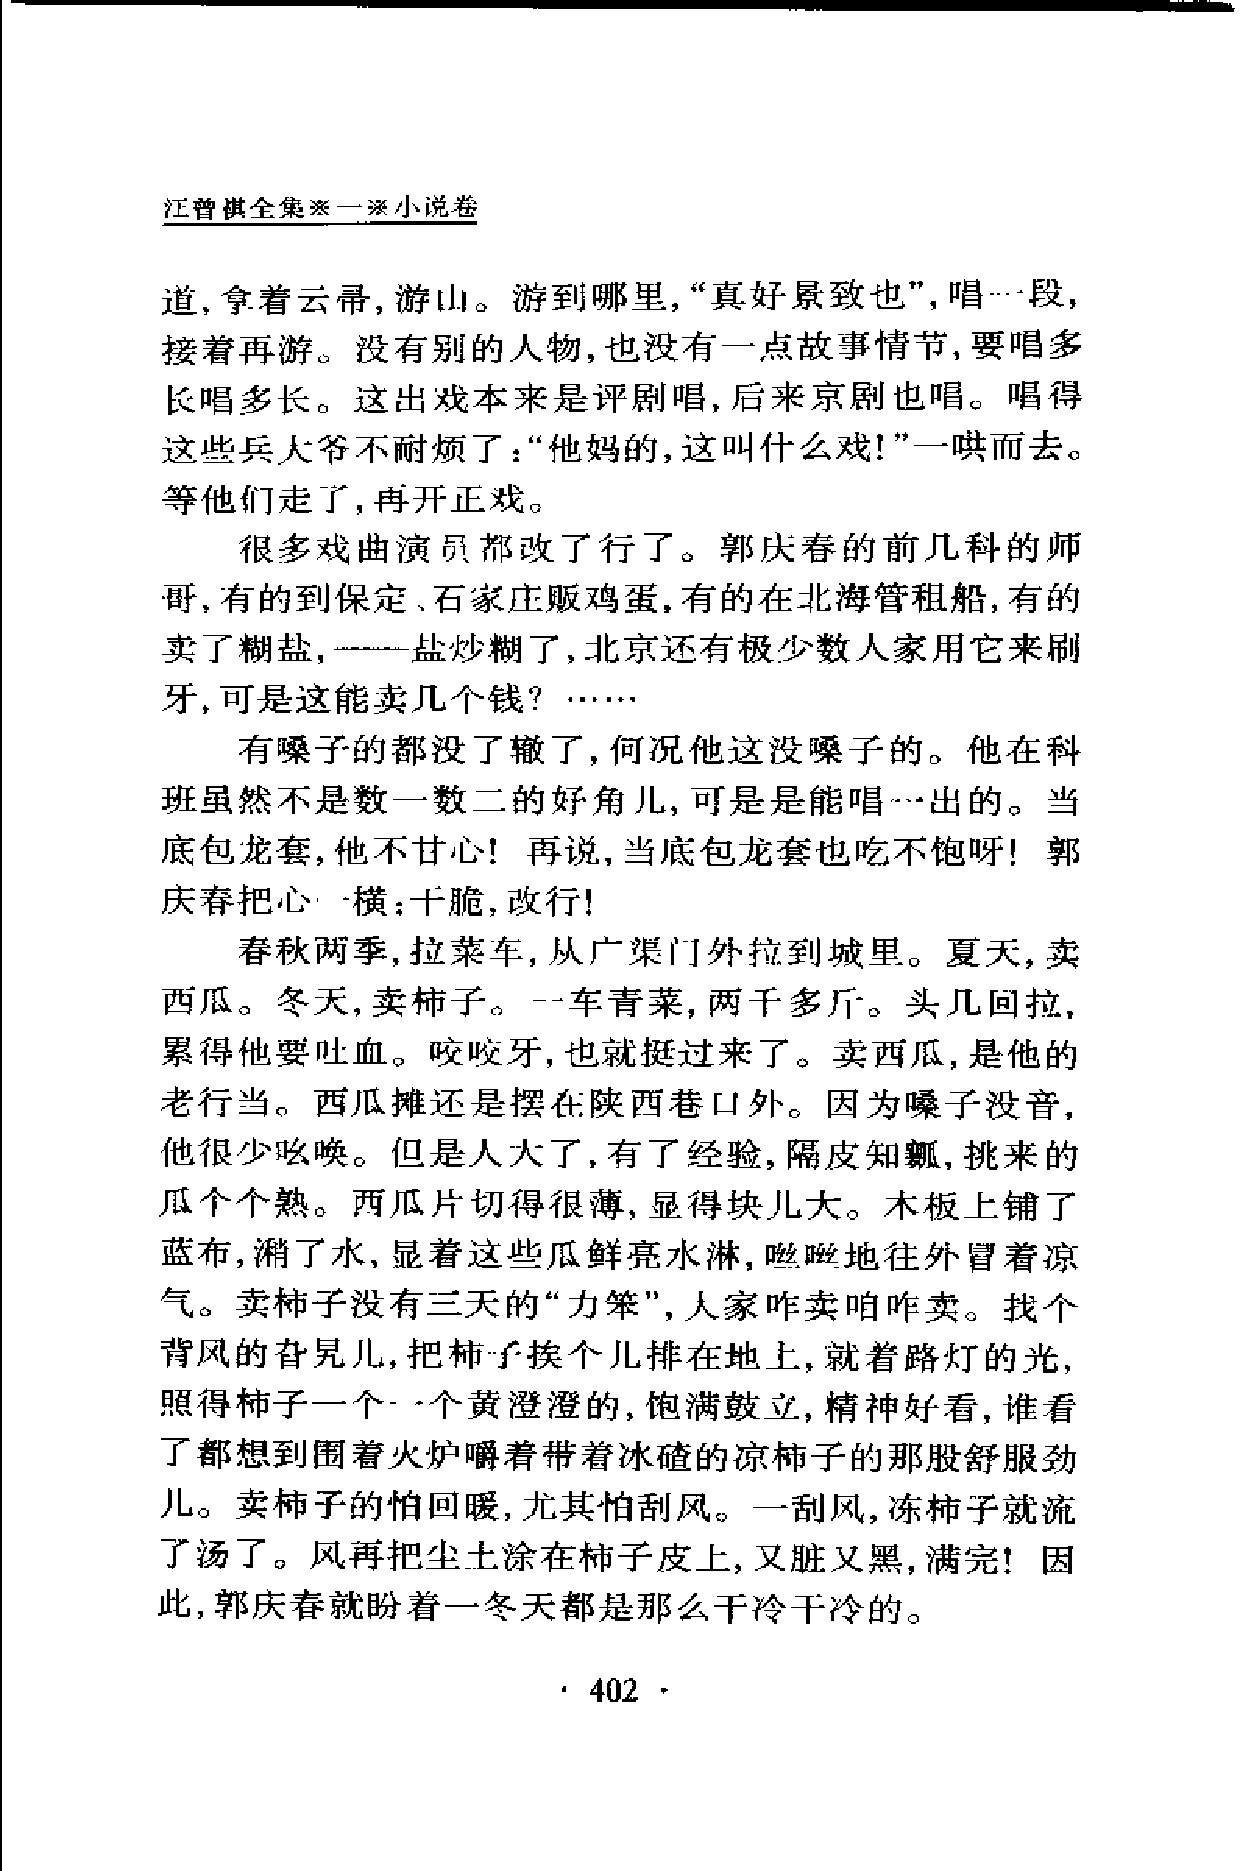 汪曾祺全集※一※小说卷
道,拿着云帚,游山。游到哪里,“真好景致也”,唱一段,
接着再游。没有别的人物,也没有一点故事情节,要唱多
长唱多长。这出戏本来是评剧唱,后来京剧也唱。唱得
这些兵大爷不耐烦了:“他妈的,这叫什么戏!”一哄而去。
等他们走了,再开正戏。
很多戏曲演员都改了行了。郭庆春的前几科的师
哥,有的到保定、石家庄贩鸡蛋,有的在北海管租船,有的
卖了糊盐,——盐炒糊了,北京还有极少数人家用它来刷
牙,可是这能卖几个钱?……
有嗓子的都没了辙了,何况他这没嗓子的。他在科
班虽然不是数一数二的好角儿,可是是能唱一出的。当
底包龙套,他不甘心!再说,当底包龙套也吃不饱呀!郭
庆春把心一横:干脆,改行!
春秋两季,拉菜车,从广渠门外拉到城里。夏天,卖
西瓜。冬天,卖柿子。一车青菜,两千多斤。头几回拉,
累得他要吐血。咬咬牙,也就挺过来了。卖西瓜,是他的
老行当。西瓜摊还是摆在陕西巷口外。因为嗓子没音,
他很少吆唤。但是人大了,有了经验,隔皮知瓤,挑来的
瓜个个熟。西瓜片切得很薄,显得块儿大。木板上铺了
蓝布,潲了水,显着这些瓜鲜亮水淋,咝咝地往外冒着凉
气。卖柿子没有三天的“力笨”,人家咋卖咱咋卖。找个
背风的旮旯儿,把柿子挨个儿排在地上,就着路灯的光,
照得柿子一个一个黄澄澄的,饱满鼓立,精神好看,谁看
了都想到围着火炉嚼着带着冰碴的凉柿子的那股舒服劲
儿。卖柿子的怕回暖,尤其怕刮风。一刮风,冻柿子就流
了汤了。风再把尘土涂在柿子皮上,又脏又黑,满完!因
此,郭庆春就盼着一冬天都是那么干冷干冷的。
· 402 ·